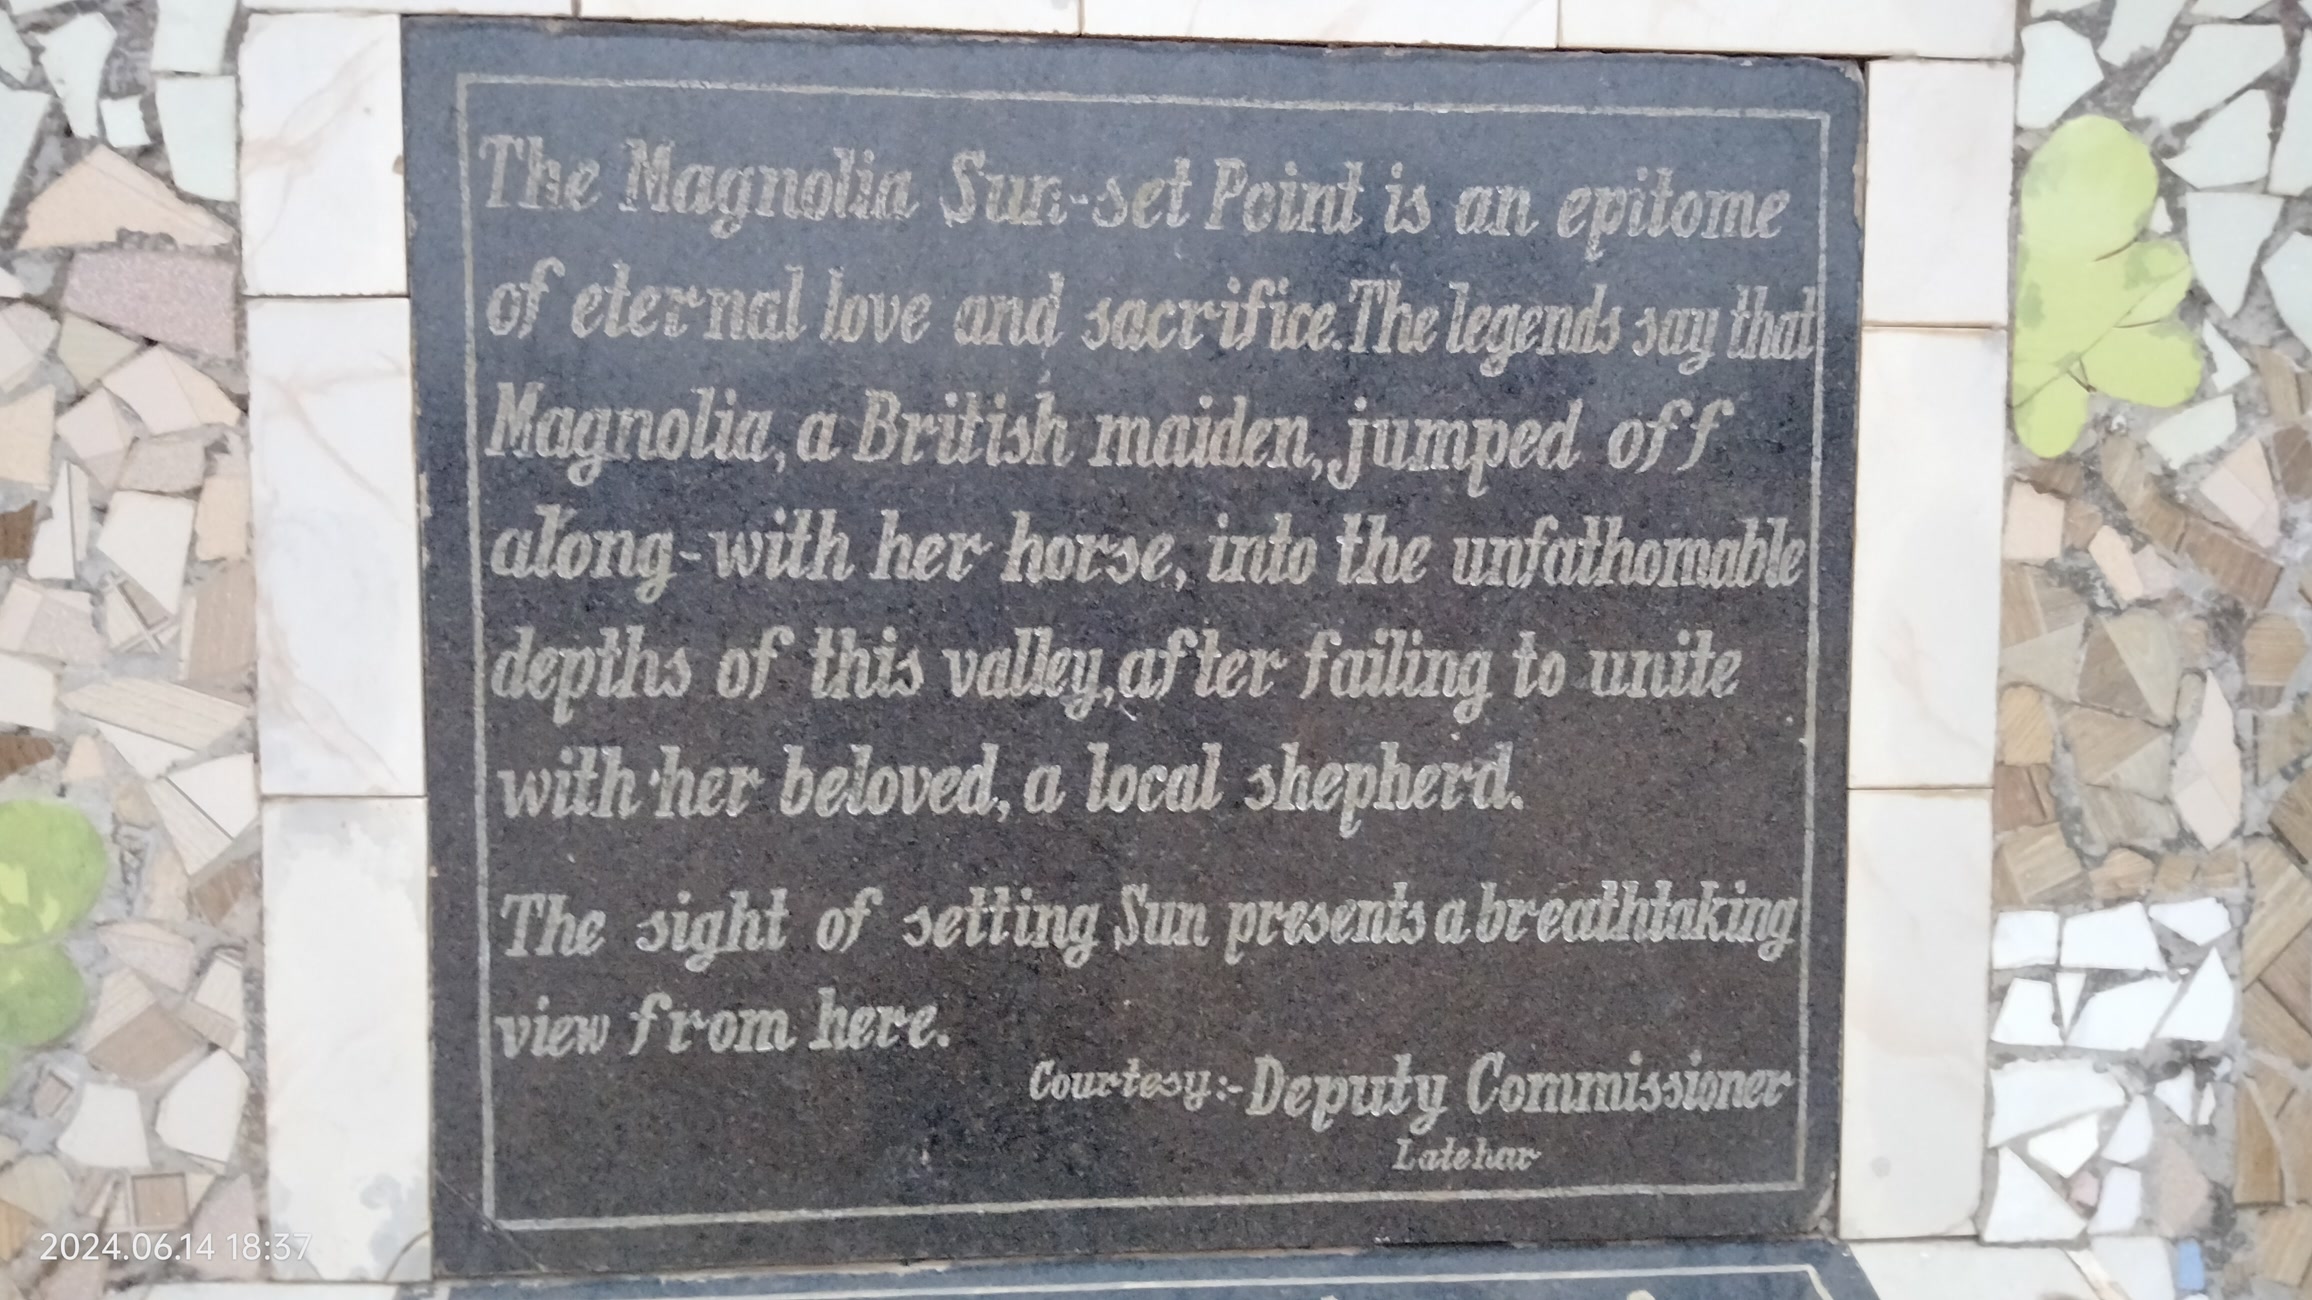 The Magnolia Sun-set Point is an epitome
of eternal love and sacrifice. The legends say that
Magnolia, a British maiden, jumped off
along-with her horse, into the unfathomable
depths of this valley, after failing to unite
with her beloved, a local shepherd.
The sight of setting Sun presents a breathtaking
view from here.
Courtesy:- Deputy Commissioner
Latehar
2024.06.14 18:37